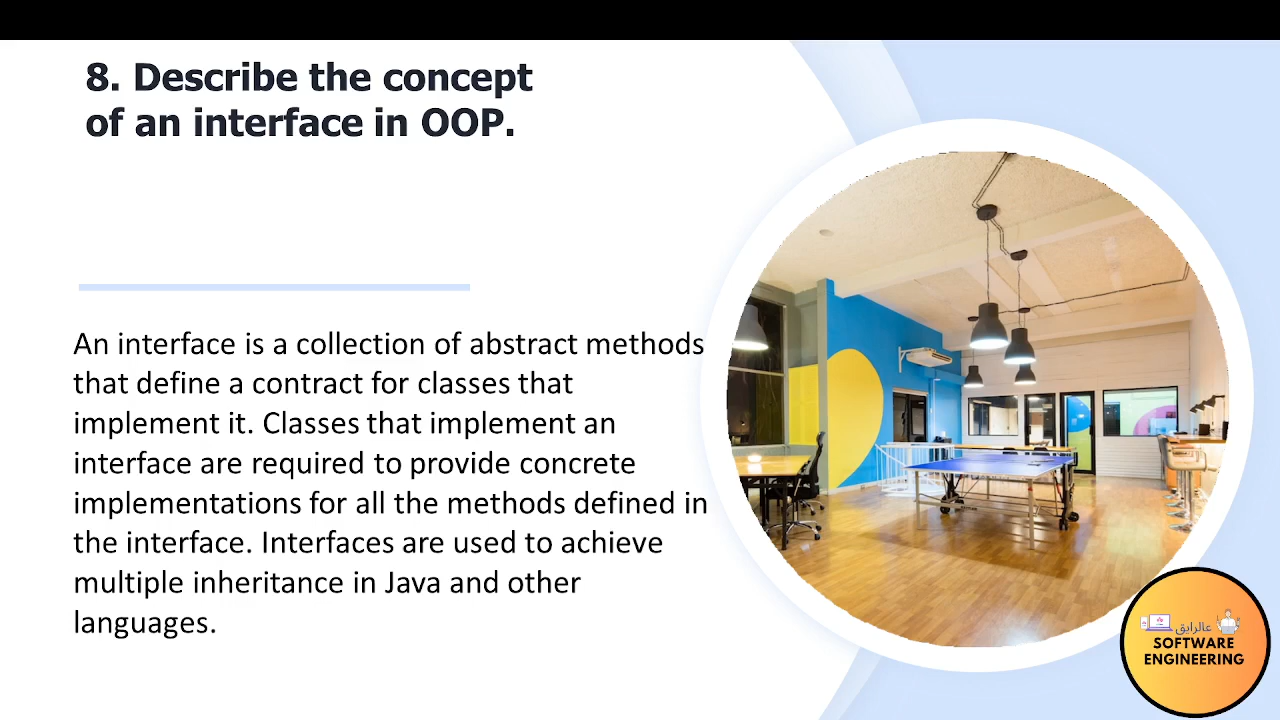 8. Describe the concept
of an interface in OOP.
An interface is a collection of abstract methods
that define a contract for classes that
implement it. Classes that implement an
interface are required to provide concrete
implementations for all the methods defined in
the interface. Interfaces are used to achieve
multiple inheritance in Java and other
languages.
عالرايق
SOFTWARE
ENGINEERING